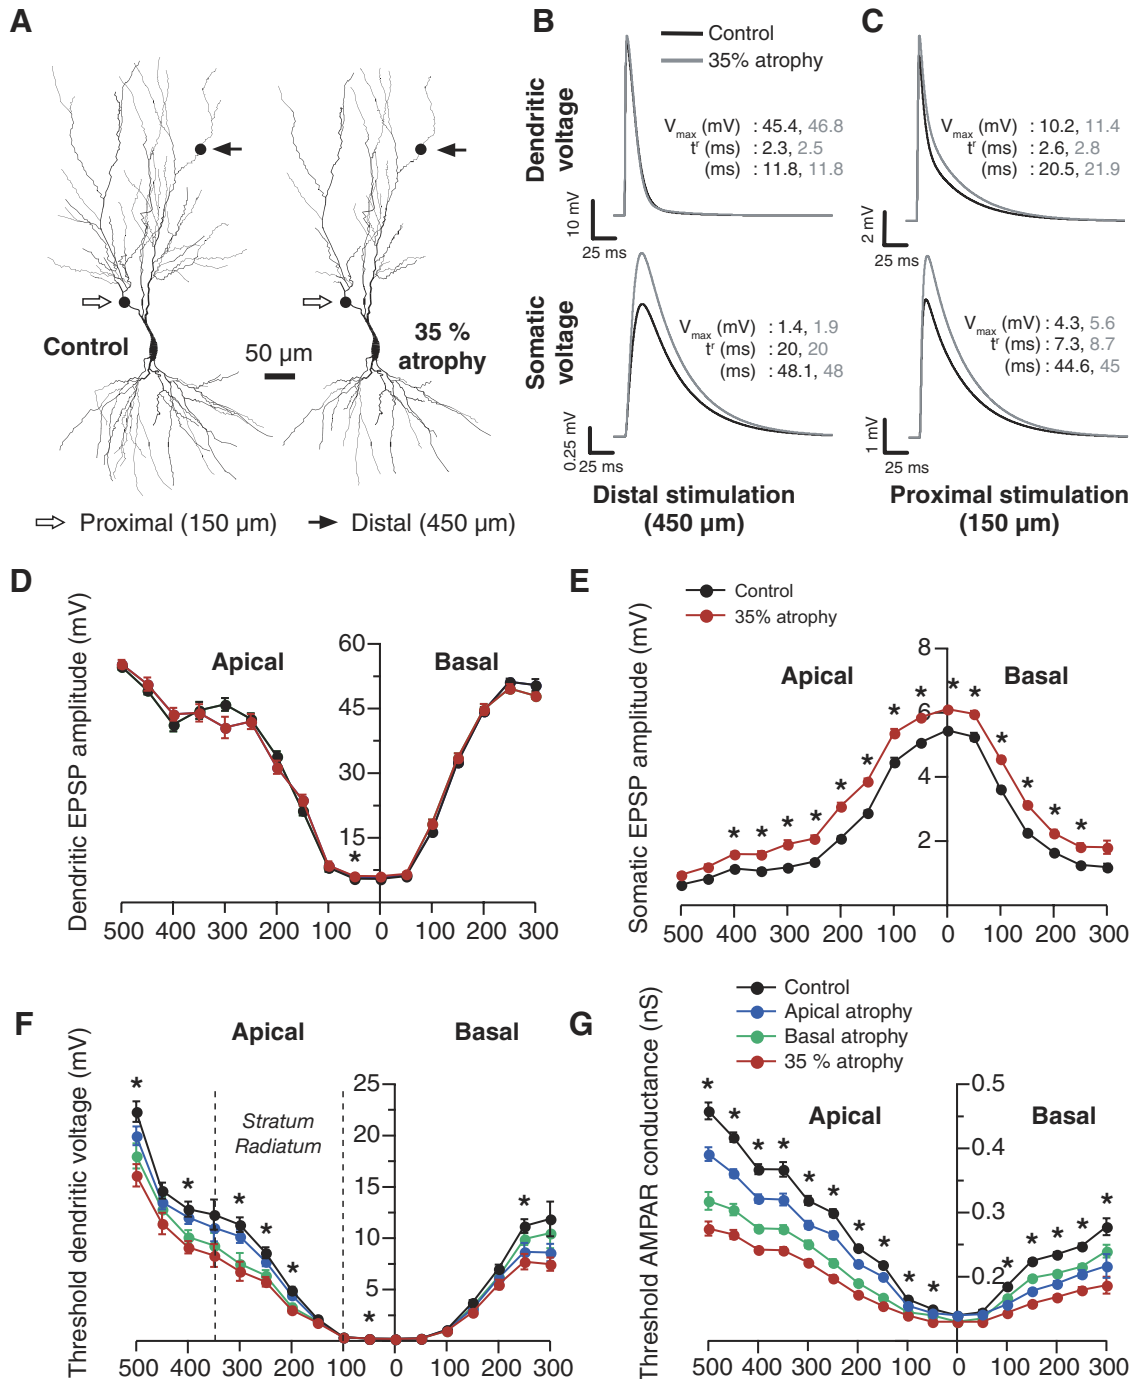 A
Control
35 %
atrophy
50 µm
Proximal (150 µm)
Distal (450 µm)
B
C
Control
35% atrophy
Dendritic
voltage
Vmax (mV) : 45.4, 46.8
tr (ms) : 2.3, 2.5
(ms) : 11.8, 11.8
10 mV
25 ms
Vmax (mV) : 10.2, 11.4
tr (ms) : 2.6, 2.8
(ms) : 20.5, 21.9
2 mV
25 ms
Somatic
voltage
Vmax (mV) : 1.4, 1.9
tr (ms) : 20, 20
(ms) : 48.1, 48
0.25 mV
25 ms
Vmax (mV) : 4.3, 5.6
tr (ms) : 7.3, 8.7
(ms) : 44.6, 45
1 mV
25 ms
Distal stimulation
(450 µm)
Proximal stimulation
(150 µm)
D
Dendritic EPSP amplitude (mV)
Apical
Basal
60
45
30
15
*
500 400 300 200 100 0 100 200 300
E
Control
35% atrophy
Somatic EPSP amplitude (mV)
Apical
Basal
8
6
4
2
* * * * * * * * * * * * * *
500 400 300 200 100 0 100 200 300
F
Threshold dendritic voltage (mV)
Apical
Basal
Stratum
Radiatum
25
20
15
10
5
* * * * * * *
500 400 300 200 100 0 100 200 300
G
Control
Apical atrophy
Basal atrophy
35 % atrophy
Threshold AMPAR conductance (nS)
Apical
Basal
0.5
0.4
0.3
0.2
* * * * * * * * * * * * * * *
500 400 300 200 100 0 100 200 300